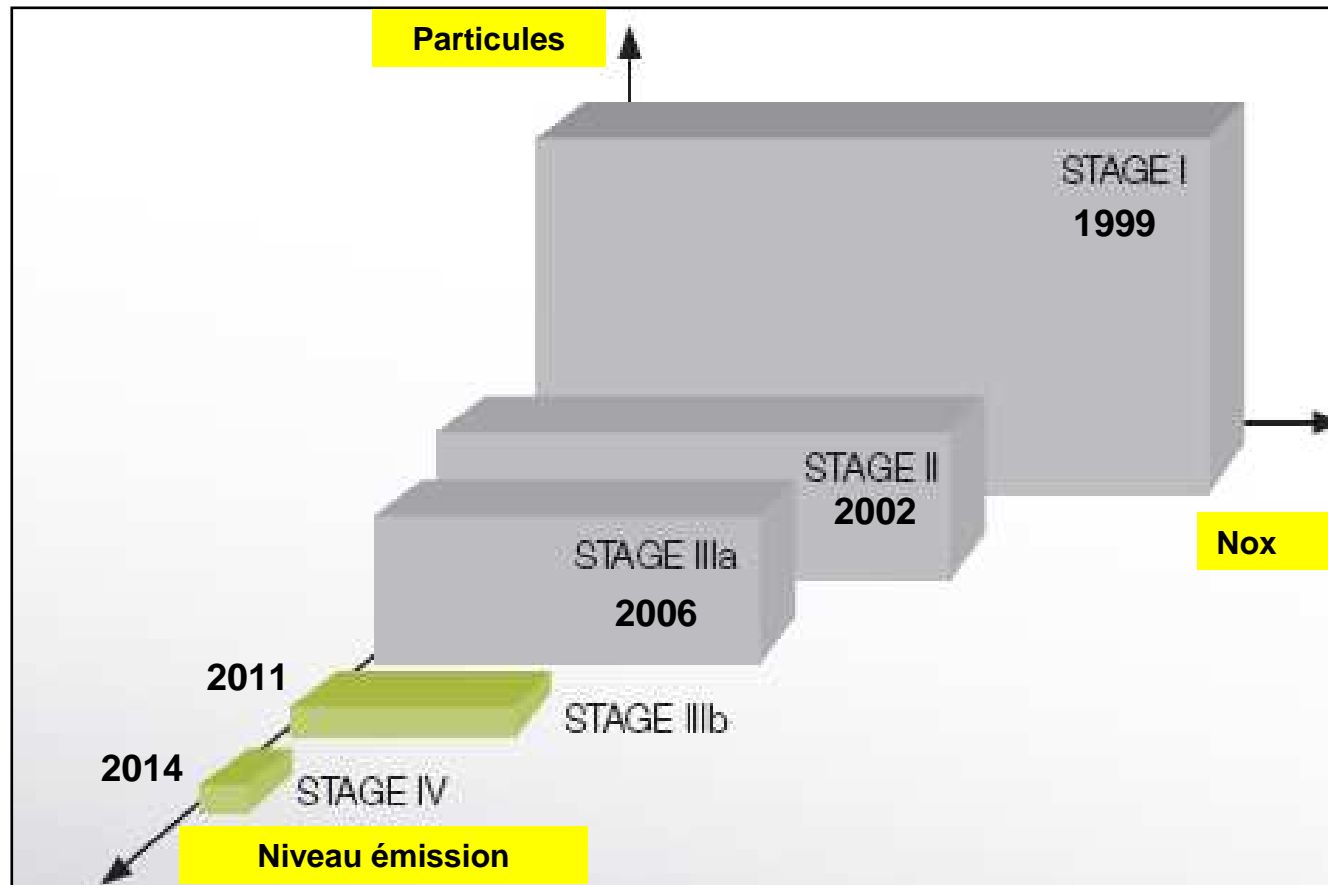 Particules
STAGE I
1999
STAGE II
2002
Nox
STAGE IIIa
2006
2011
STAGE IIIb
2014
STAGE IV
Niveau émission